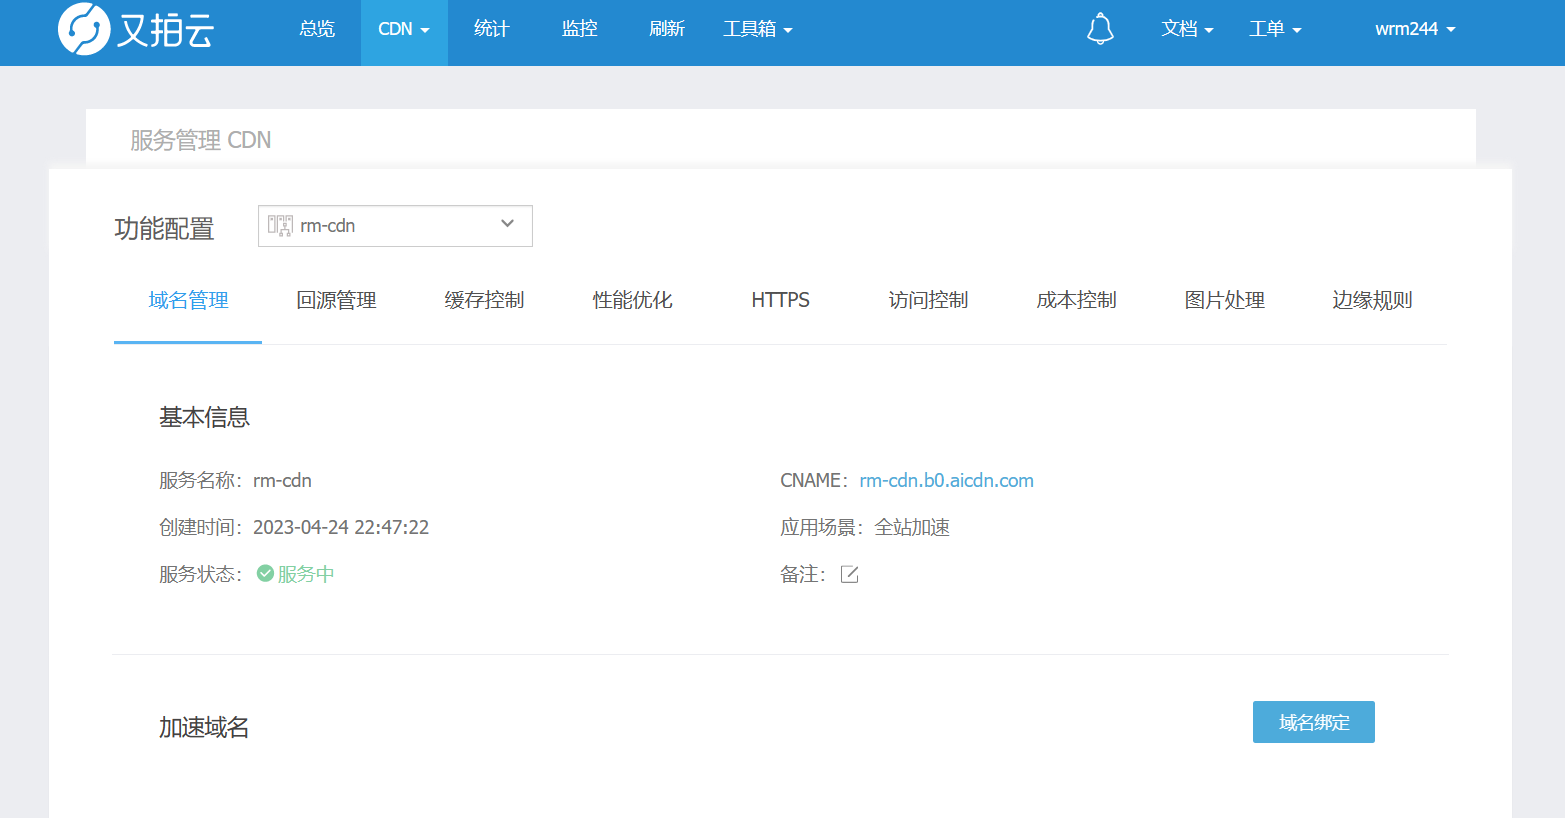 又拍云 总览 CDN 统计 监控 刷新 工具箱 文档 工单 wrm244
服务管理 CDN
功能配置 rm-cdn
域名管理 回源管理 缓存控制 性能优化 HTTPS 访问控制 成本控制 图片处理 边缘规则
基本信息
服务名称：rm-cdn CNAME：rm-cdn.b0.aicdn.com
创建时间：2023-04-24 22:47:22 应用场景：全站加速
服务状态：服务中 备注：
加速域名 域名绑定